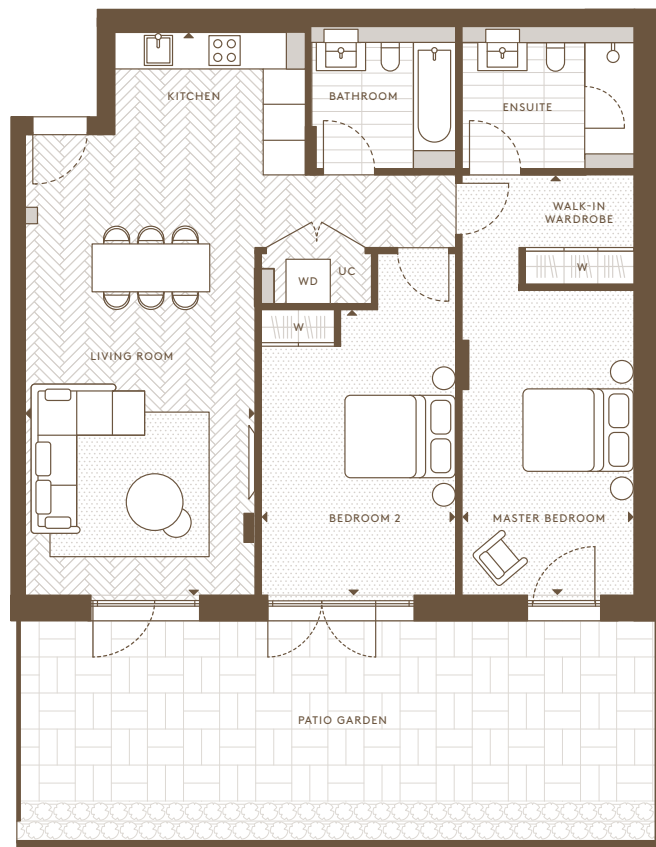 KITCHEN
BATHROOM
ENSUITE
WALK-IN
WARDROBE
W
UC
WD
W
LIVING ROOM
BEDROOM 2
MASTER BEDROOM
PATIO GARDEN